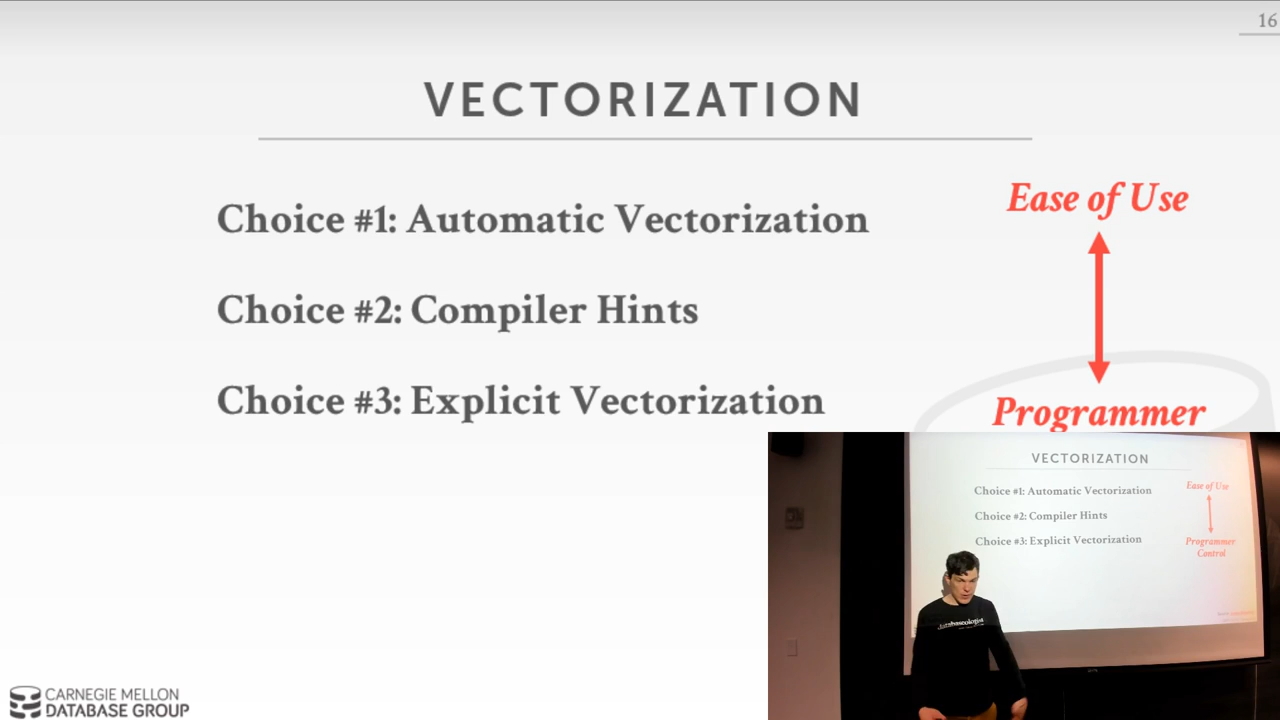 16
VECTORIZATION
Choice #1: Automatic Vectorization
Choice #2: Compiler Hints
Choice #3: Explicit Vectorization
Ease of Use
Programmer
VECTORIZATION
Choice #1: Automatic Vectorization
Choice #2: Compiler Hints
Choice #3: Explicit Vectorization
Ease of Use
Programmer
Control
databaseologist
CARNEGIE MELLON
DATABASE GROUP